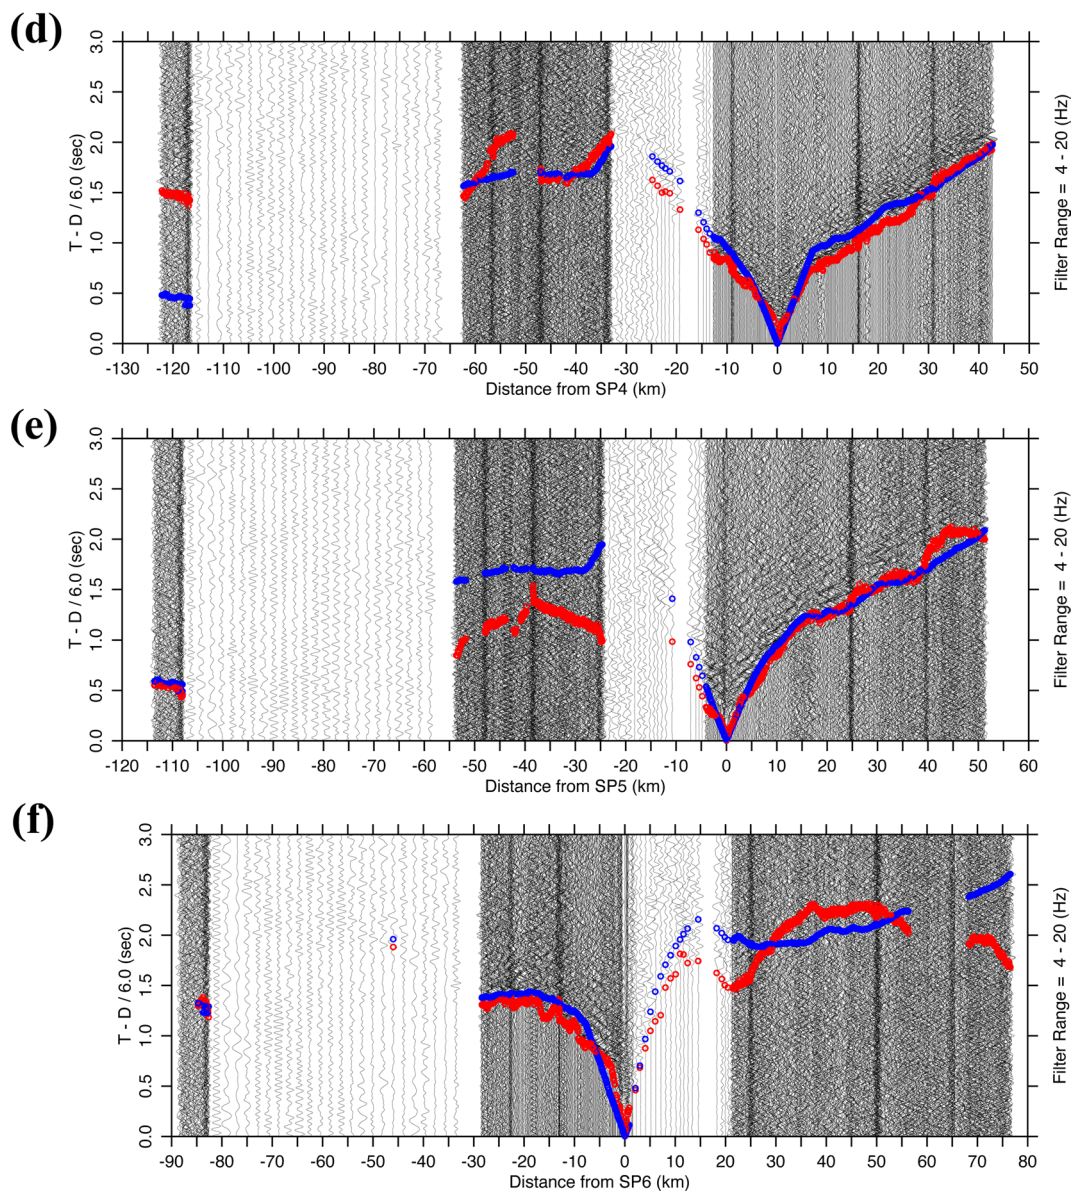 (d)
3.0
2.5
2.0
1.5
1.0
0.5
0.0
T - D / 6.0 (sec)
Filter Range = 4 - 20 (Hz)
-130 -120 -110 -100 -90 -80 -70 -60 -50 -40 -30 -20 -10 0 10 20 30 40 50
Distance from SP4 (km)
(e)
3.0
2.5
2.0
1.5
1.0
0.5
0.0
T - D / 6.0 (sec)
Filter Range = 4 - 20 (Hz)
-120 -110 -100 -90 -80 -70 -60 -50 -40 -30 -20 -10 0 10 20 30 40 50 60
Distance from SP5 (km)
(f)
3.0
2.5
2.0
1.5
1.0
0.5
0.0
T - D / 6.0 (sec)
Filter Range = 4 - 20 (Hz)
-90 -80 -70 -60 -50 -40 -30 -20 -10 0 10 20 30 40 50 60 70 80
Distance from SP6 (km)